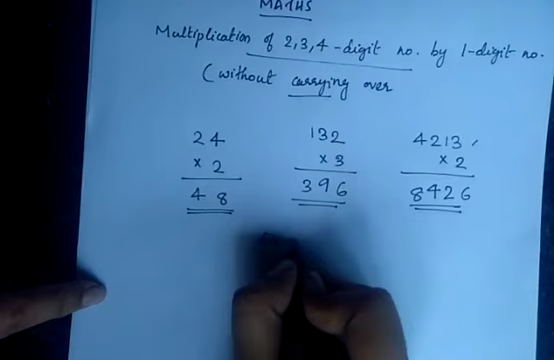 MATHS
Multiplication of 2,3,4-digit no. by 1-digit no.
(without carrying over
24 132 4213
x 2 x 3 x 2
48 396 8426